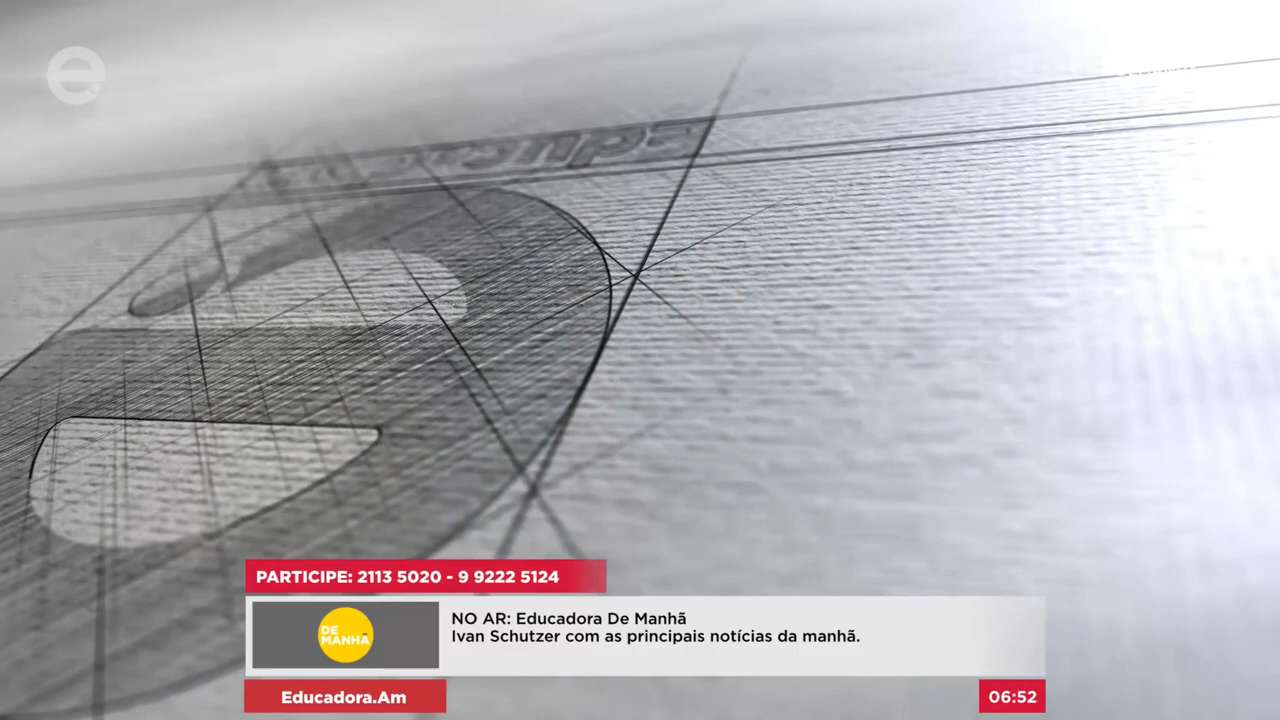 PARTICIPE: 2113 5020 - 9 9222 5124
DE
MANHÃ
NO AR: Educadora De Manhã
Ivan Schutzer com as principais notícias da manhã.
Educadora.Am
06:52